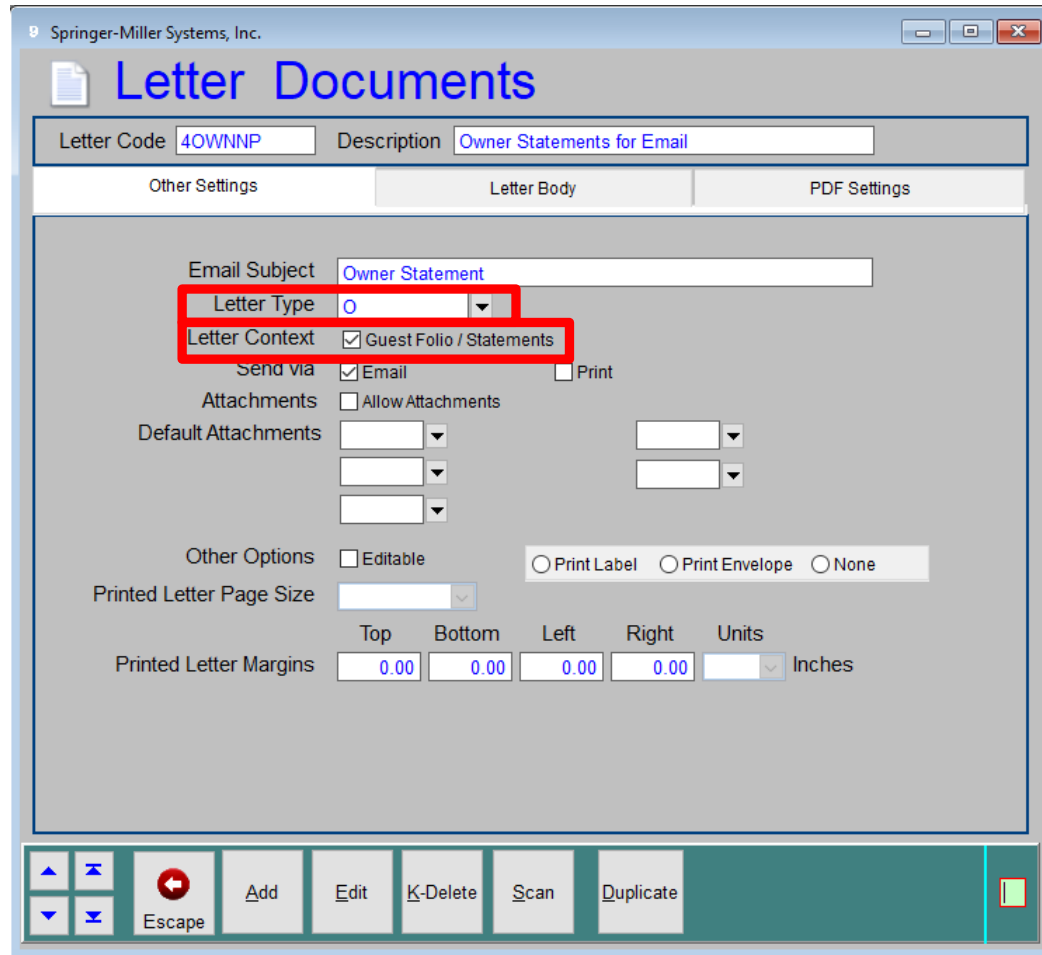 Springer-Miller Systems, Inc.
Letter Documents
Letter Code 4OWNNP Description Owner Statements for Email
Other Settings Letter Body PDF Settings
Email Subject Owner Statement
Letter Type O
Letter Context Guest Folio / Statements
Send via Email Print
Attachments Allow Attachments
Default Attachments
Other Options Editable Print Label Print Envelope None
Printed Letter Page Size
Top Bottom Left Right Units
Printed Letter Margins 0.00 0.00 0.00 0.00 Inches
Escape Add Edit K-Delete Scan Duplicate